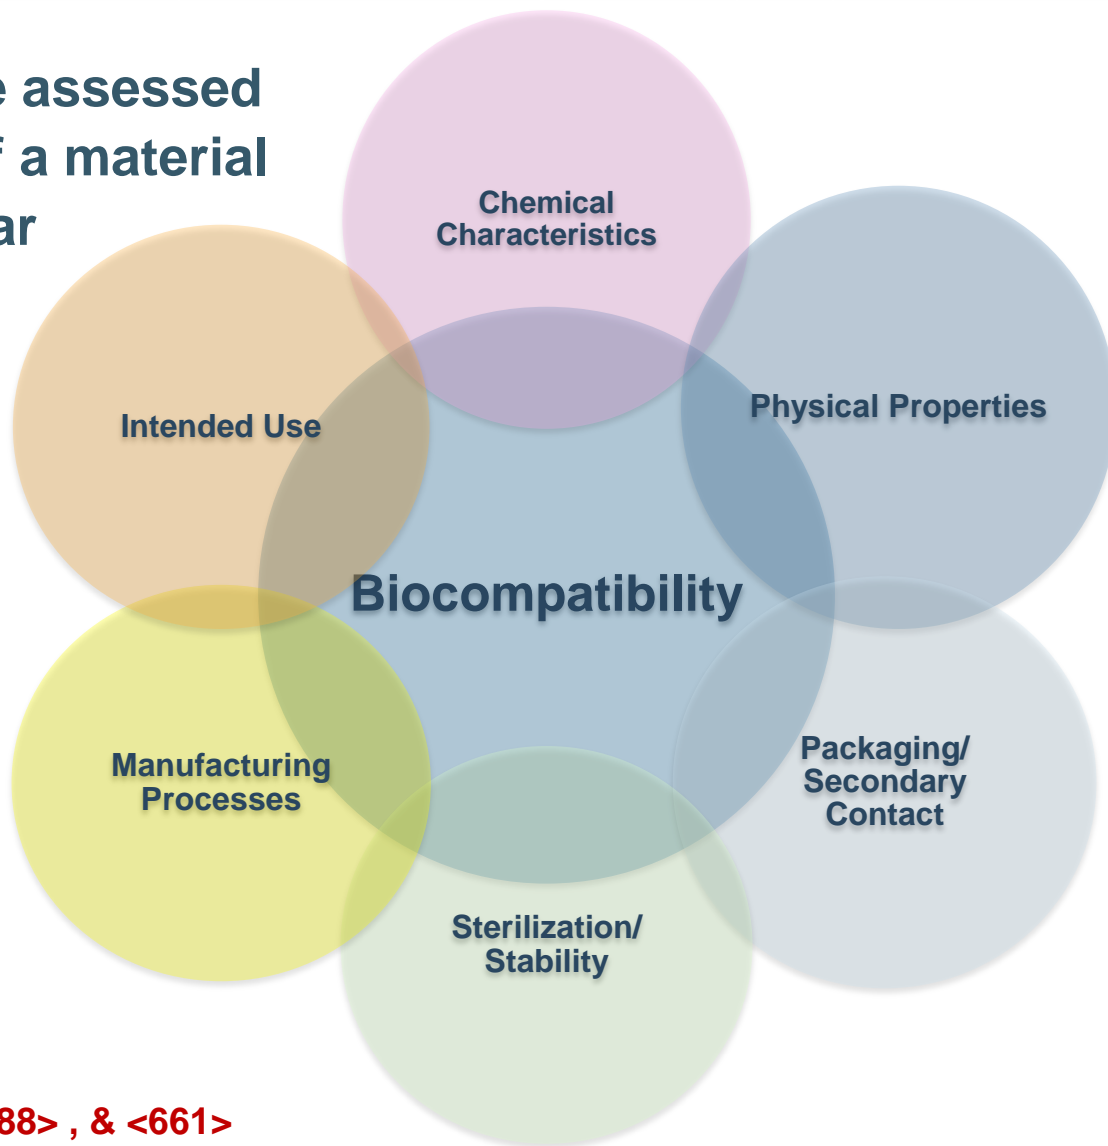 e assessed
f a material
ar
Chemical
Characteristics
Physical Properties
Intended Use
Biocompatibility
Packaging/
Secondary
Contact
Manufacturing
Processes
Sterilization/
Stability
88> , & <661>